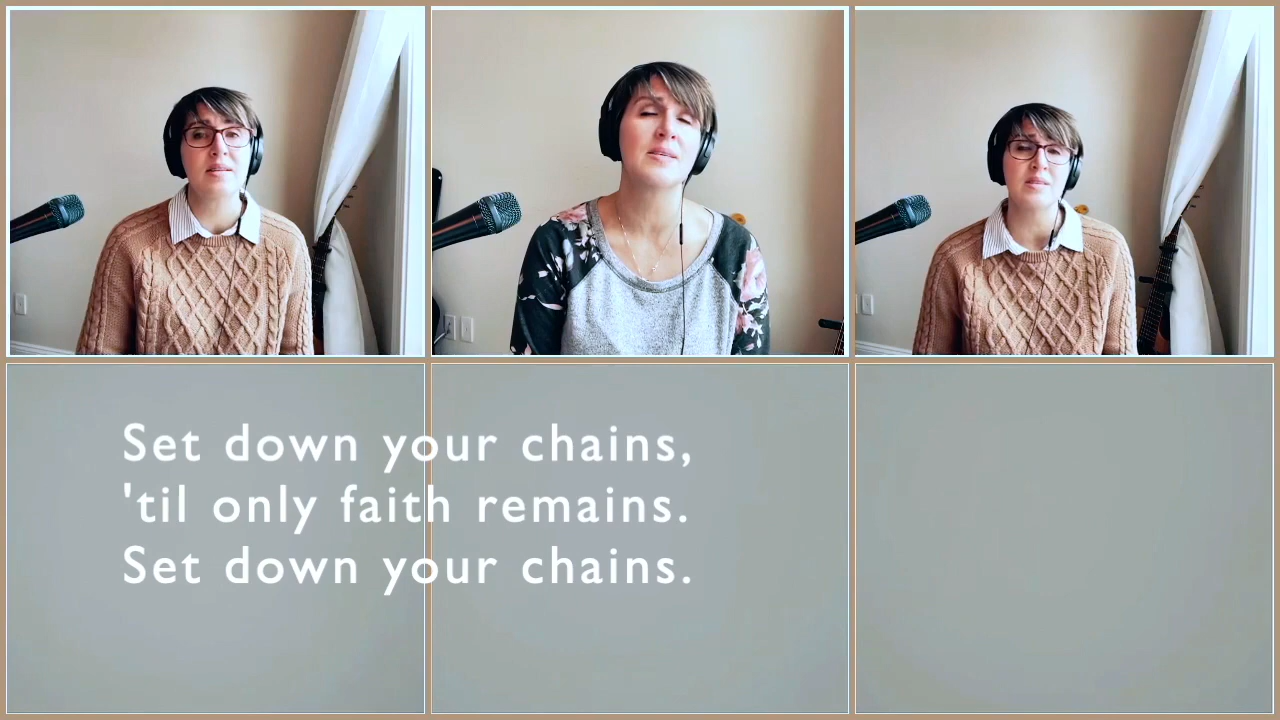 Set down your chains,
'til only faith remains.
Set down your chains.